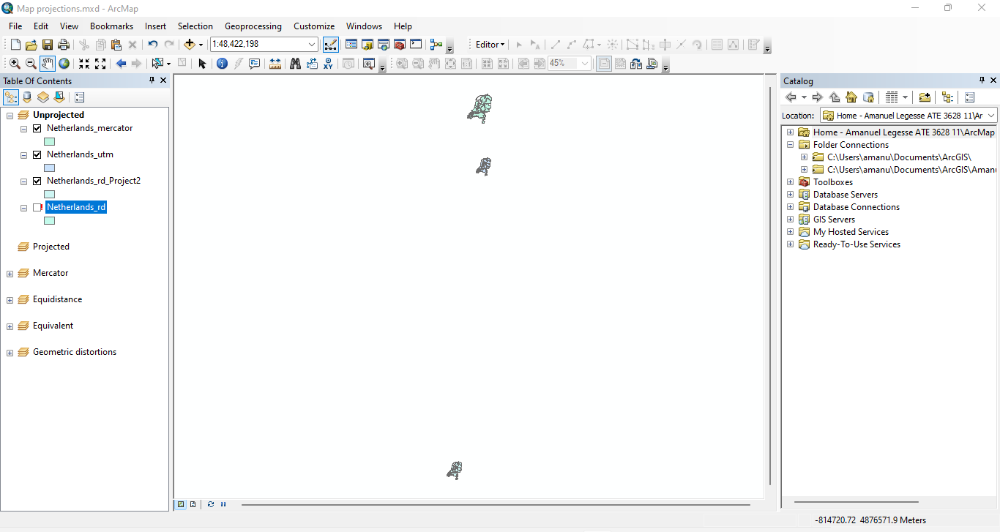 Map projections.mxd - ArcMap
File Edit View Bookmarks Insert Selection Geoprocessing Customize Windows Help
1:48,422,198 Editor
45%
Table Of Contents
Unprojected
Netherlands_mercator
Netherlands_utm
Netherlands_rd_Project2
Netherlands_rd
Projected
Mercator
Equidistance
Equivalent
Geometric distortions
Catalog
Location: Home - Amanuel Legesse ATE 3628 11\Ar
Home - Amanuel Legesse ATE 3628 11\ArcMap
Folder Connections
C:\Users\amanu\Documents\ArcGIS\
C:\Users\amanu\Documents\ArcGIS\Amanu
Toolboxes
Database Servers
Database Connections
GIS Servers
My Hosted Services
Ready-To-Use Services
-814720.72 4876571.9 Meters